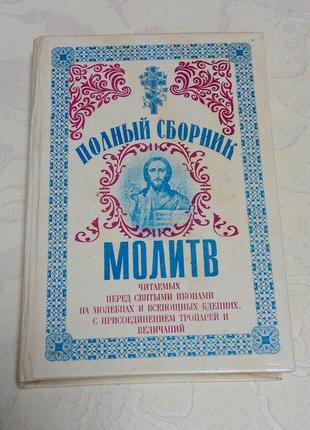 ПОЛНЫЙ СБОРНИК
МОЛИТВ
ЧИТАЕМЫХ
ПЕРЕД СВЯТЫМИ ИКОНАМИ
НА МОЛЕБНАХ И ВСЕНОЩНЫХ БДЕНИЯХ,
С ПРИСОЕДИНЕНИЕМ ТРОПАРЕЙ И
ВЕЛИЧАНИЙ